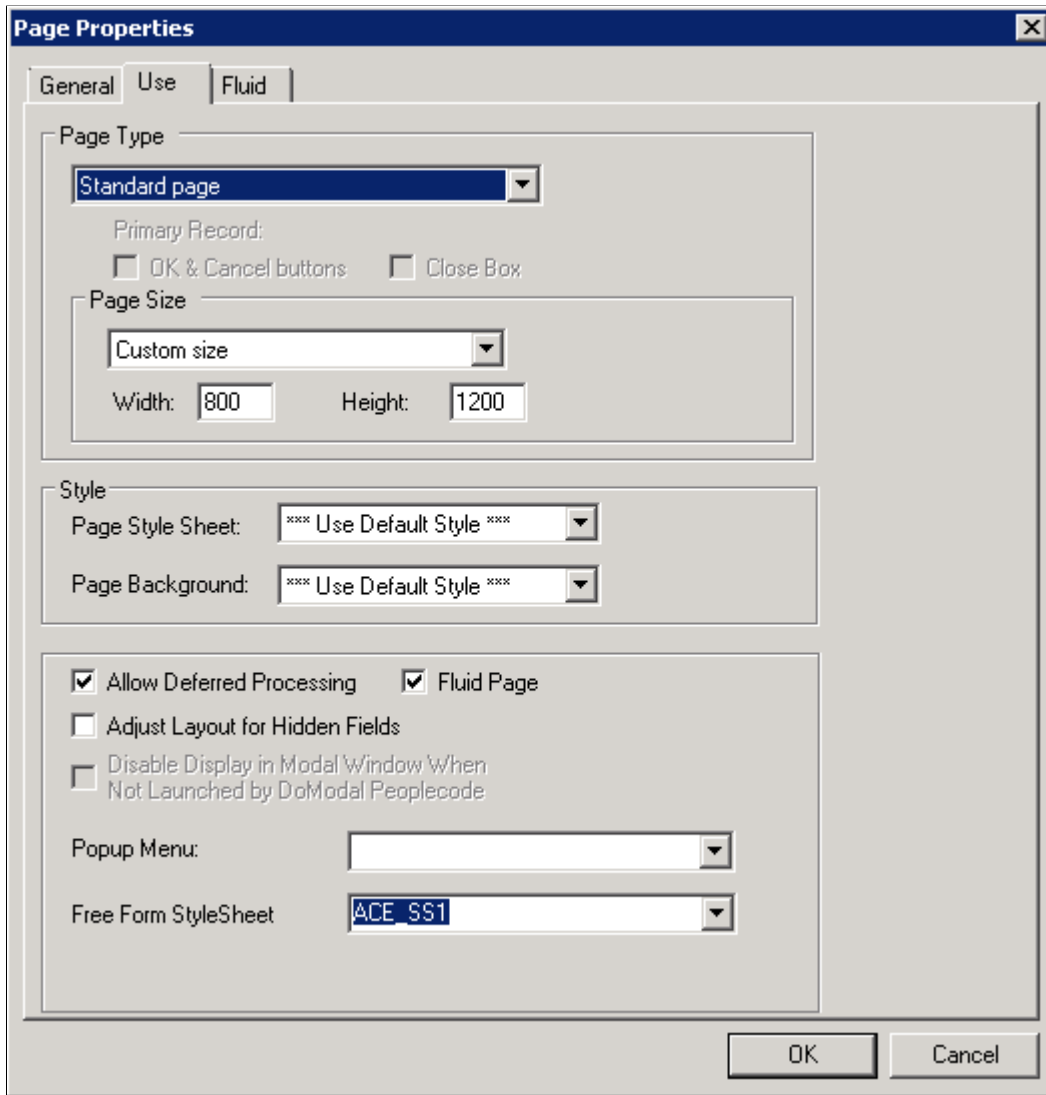 Page Properties
General Use Fluid
Page Type
Standard page
Primary Record:
OK & Cancel buttons Close Box
Page Size
Custom size
Width: 800 Height: 1200
Style
Page Style Sheet: *** Use Default Style ***
Page Background: *** Use Default Style ***
Allow Deferred Processing Fluid Page
Adjust Layout for Hidden Fields
Disable Display in Modal Window When
Not Launched by DoModal Peoplecode
Popup Menu:
Free Form StyleSheet ACE_SS1
OK Cancel